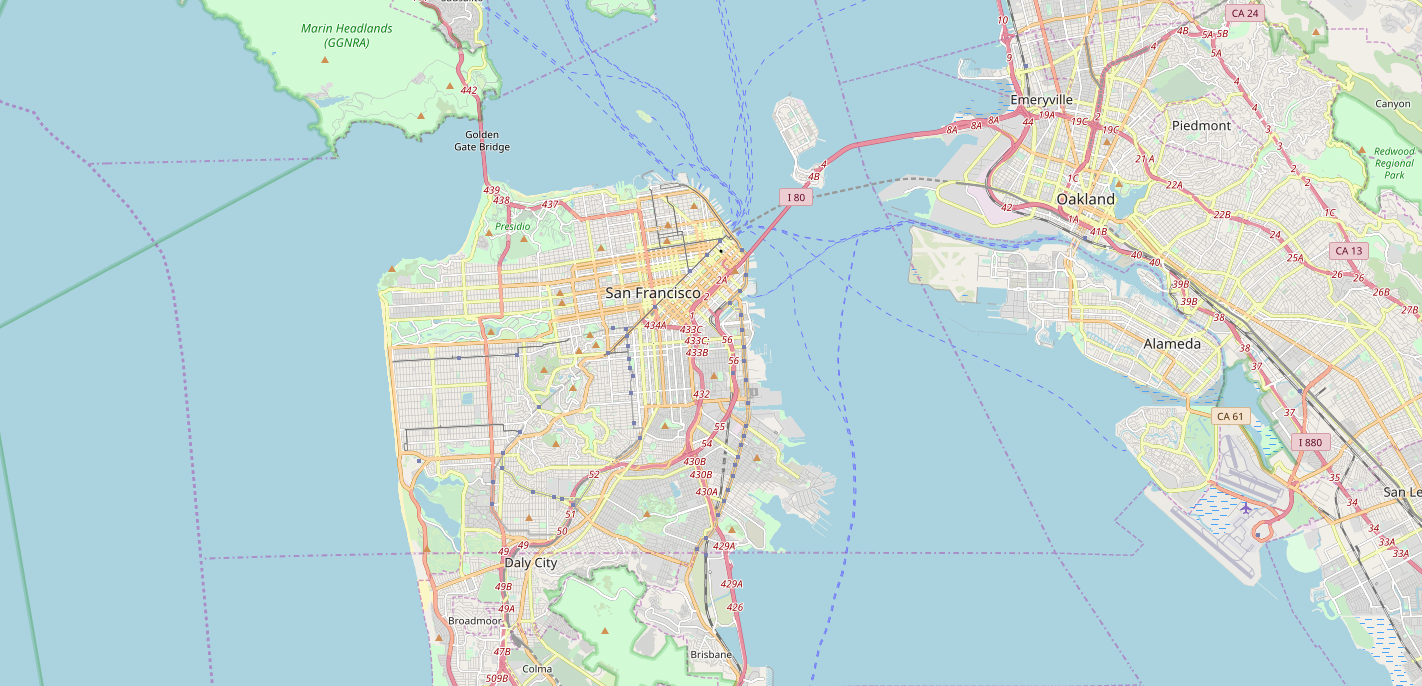 Sausalito
Marin Headlands
(GGNRA)
442
Golden
Gate Bridge
439
438
437
Presidio
San Francisco
I 80
4B
4
8A
8A
8A
10
9
44
Emeryville
19A
19C
19C
2
1C
42
Oakland
1A
41B
40
40
CA 24
4B
5A
5B
5A
4
4
4
3
3
2
2
1C
Piedmont
21 A
22A
22B
24
25A
26
26
26B
27B
CA 13
Canyon
Redwood
Regional
Park
39B
39B
38
38
37
37
Alameda
CA 61
I 880
35
34
34
33A
33A
San Le
2A
2
1
434A
433C
433C;
433B
56
56
432
55
54
430B
430B
430A
52
51
50
49
49
429A
429A
426
Daly City
49B
49A
Broadmoor
47B
Colma
509B
Brisbane